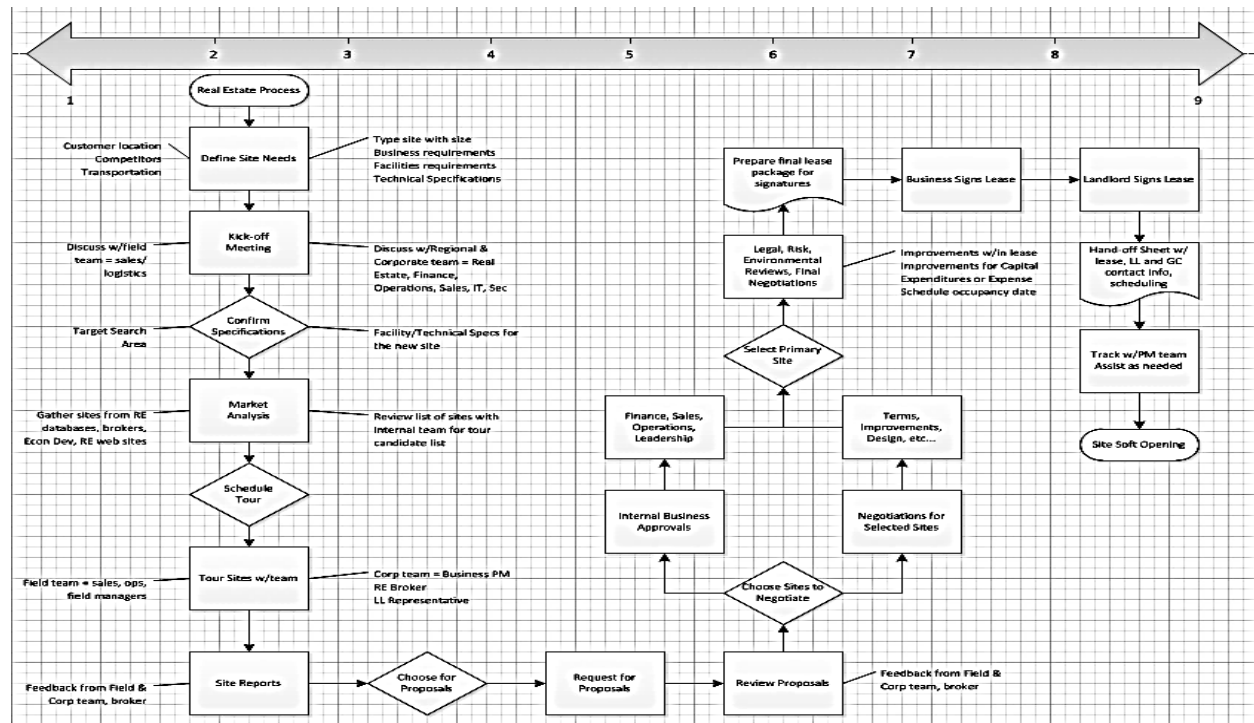 2
3
4
5
6
7
8
1
9
Real Estate Process
Customer location
Competitors
Transportation
Define Site Needs
Type site with size
Business requirements
Facilities requirements
Technical Specifications
Discuss w/field
team = sales/
logistics
Kick-off
Meeting
Discuss w/Regional &
Corporate team = Real
Estate, Finance,
Operations, Sales, IT, Sec
Target Search
Area
Confirm
Specifications
Facility/Technical Specs for
the new site
Gather sites from RE
databases, brokers,
Econ Dev, RE web sites
Market
Analysis
Review list of sites with
Internal team for tour
candidate list
Schedule
Tour
Field team = sales, ops,
field managers
Tour Sites w/team
Corp team = Business PM
RE Broker
LL Representative
Feedback from Field &
Corp team, broker
Site Reports
Choose for
Proposals
Request for
Proposals
Review Proposals
Feedback from Field &
Corp team, broker
Choose Sites to
Negotiate
Internal Business
Approvals
Negotiations for
Selected Sites
Finance, Sales,
Operations,
Leadership
Terms,
Improvements,
Design, etc...
Select Primary
Site
Legal, Risk,
Environmental
Reviews, Final
Negotiations
Improvements w/in lease
Improvements for Capital
Expenditures or Expense
Schedule occupancy date
Prepare final lease
package for
signatures
Business Signs Lease
Landlord Signs Lease
Hand-off Sheet w/
lease, LL and GC
contact info,
scheduling
Track w/PM team
Assist as needed
Site Soft Opening